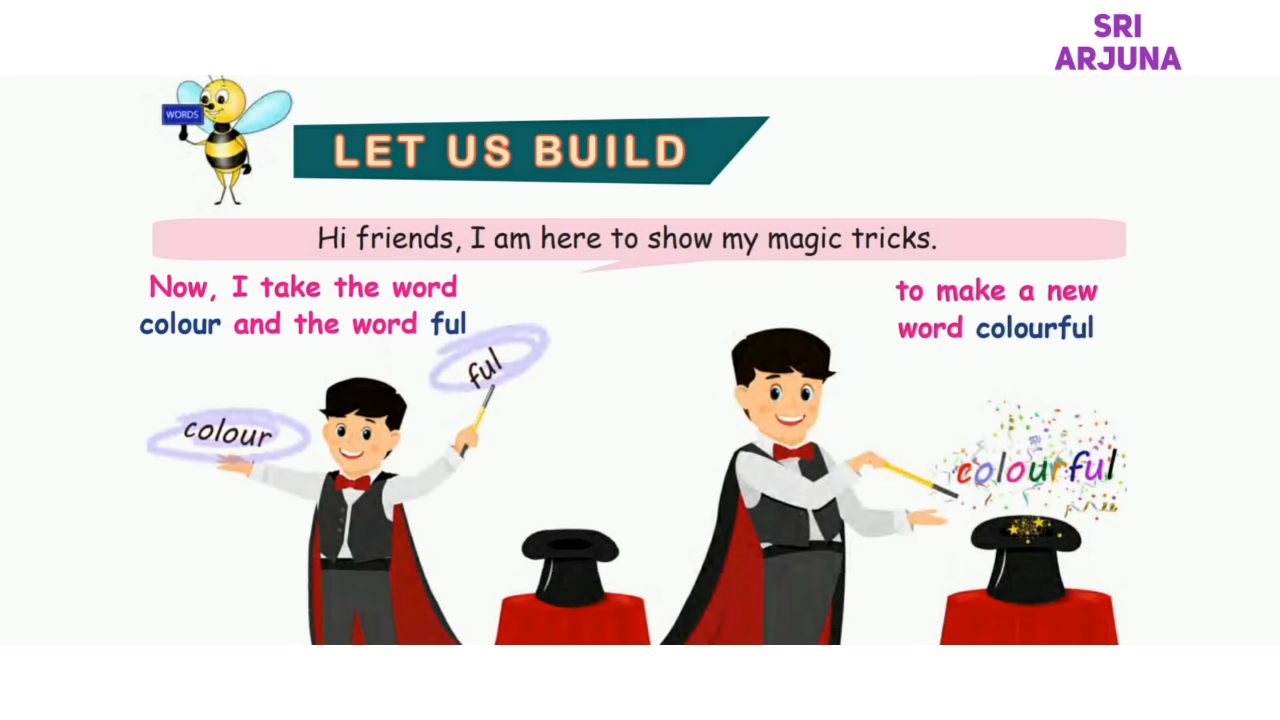 SRI
ARJUNA
WORDS
LET US BUILD
Hi friends, I am here to show my magic tricks.
Now, I take the word
colour and the word ful
to make a new
word colourful
ful
colour
colourful